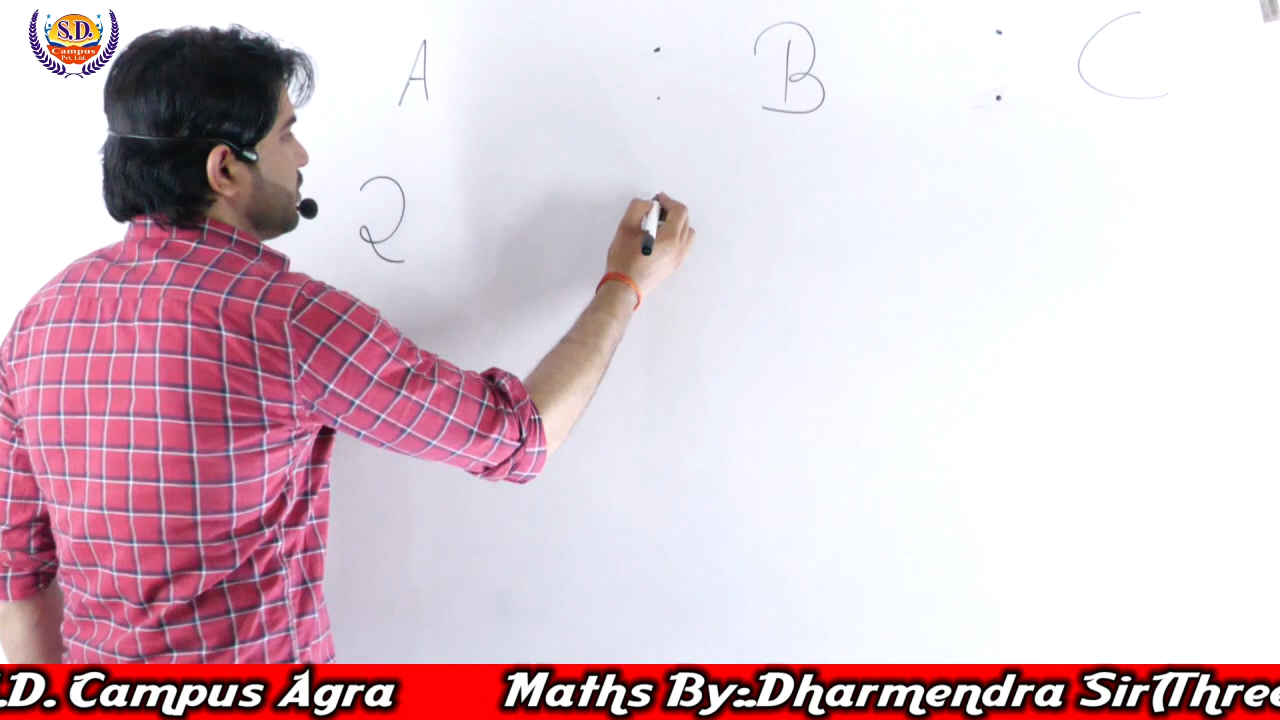 S.D.
Campus
Pvt. Ltd.
A : B : C
2
.D. Campus Agra Maths By:-Dharmendra Sir(Three